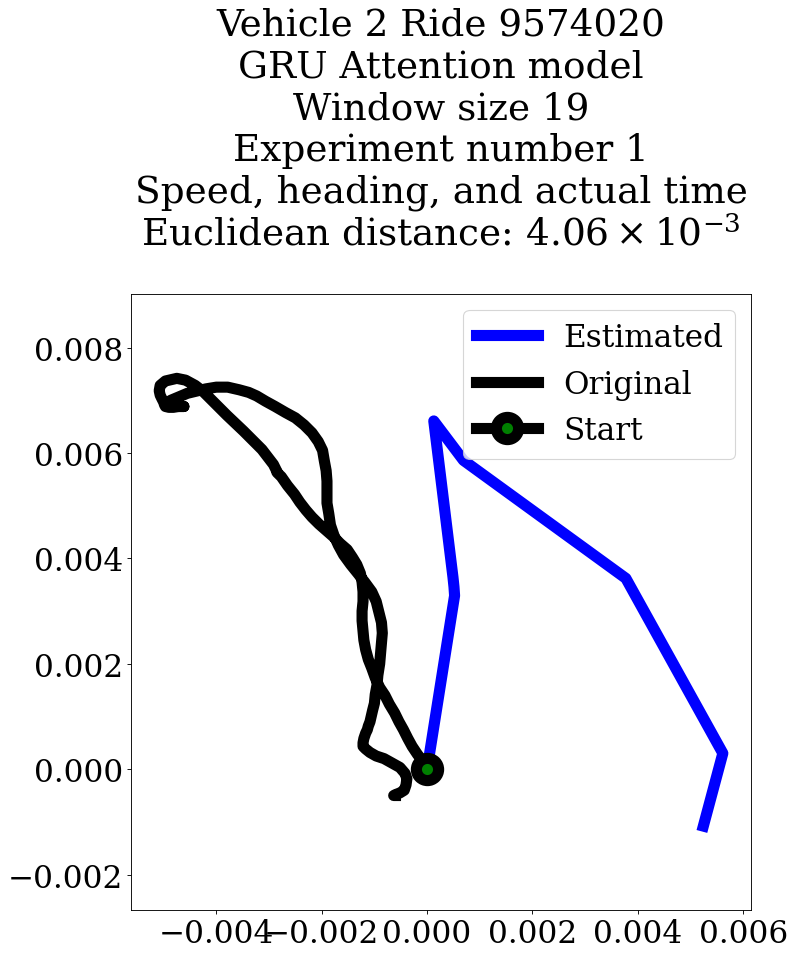 Vehicle 2 Ride 9574020
GRU Attention model
Window size 19
Experiment number 1
Speed, heading, and actual time
Euclidean distance: 4.06 × 10⁻³
Estimated
Original
Start
0.008
0.006
0.004
0.002
0.000
−0.002
−0.004 −0.002 0.000 0.002 0.004 0.006